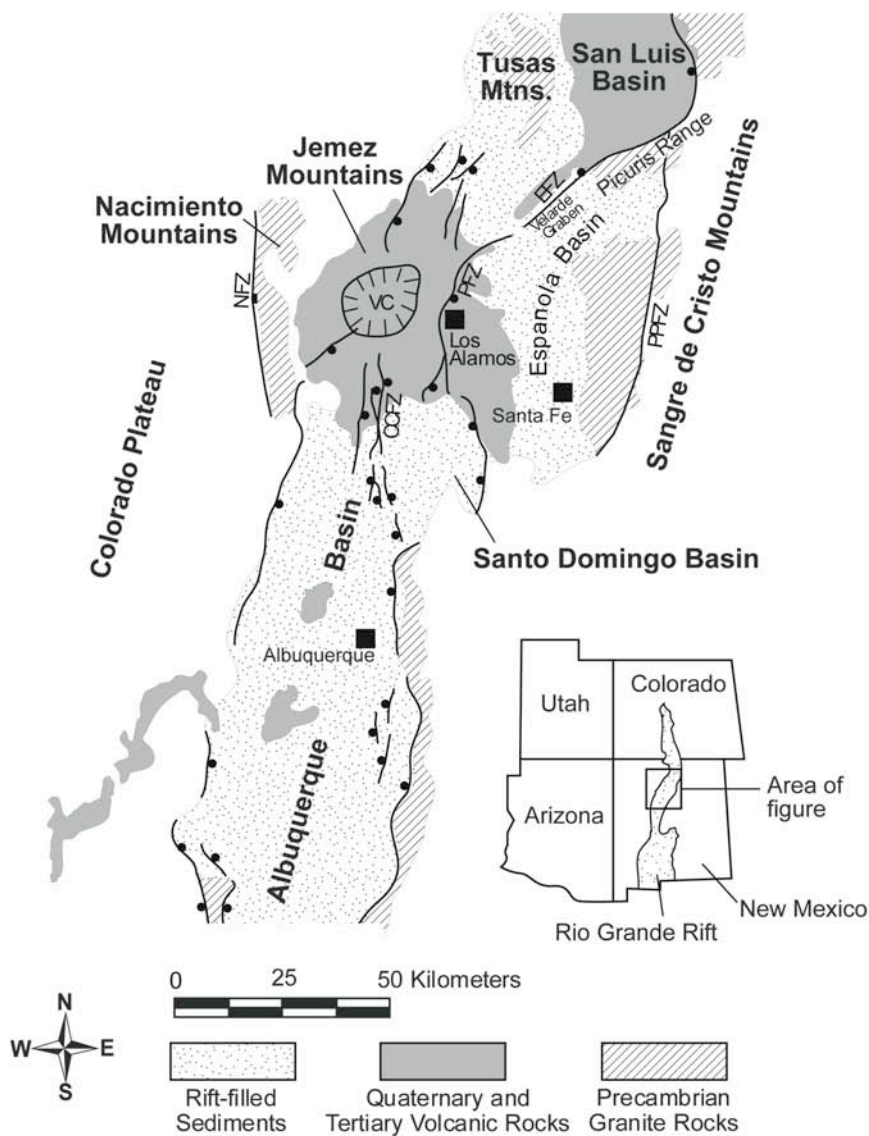 San Luis
Basin
Tusas
Mtns.
Jemez
Mountains
Nacimiento
Mountains
Picuris Range
EFZ
Velarde
Graben
Espanola Basin
Sangre de Cristo Mountains
NFZ
VC
PFZ
PPFZ
Los
Alamos
Santa Fe
CCFZ
Colorado Plateau
Santo Domingo Basin
Albuquerque Basin
Albuquerque
Utah
Colorado
Arizona
Area of
figure
New Mexico
Rio Grande Rift
0 25 50 Kilometers
N
W E
S
Rift-filled
Sediments
Quaternary and
Tertiary Volcanic Rocks
Precambrian
Granite Rocks